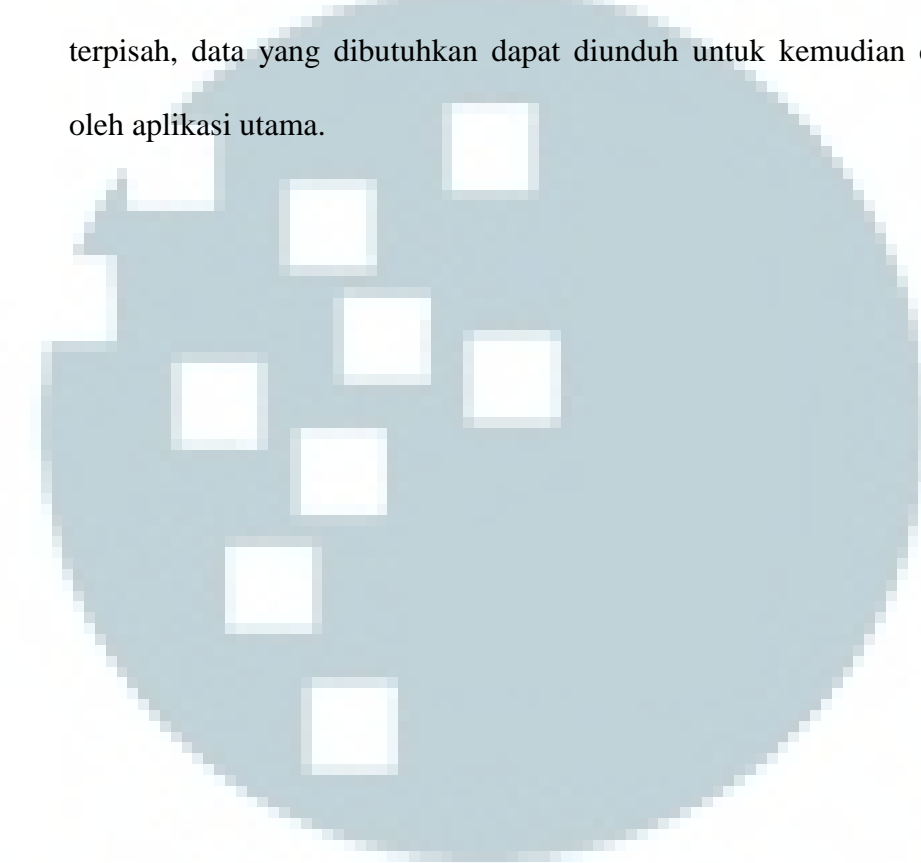 terpisah, data yang dibutuhkan dapat diunduh untuk kemudian
oleh aplikasi utama.